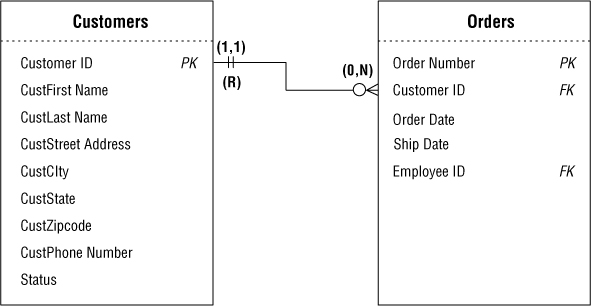 Customers
Customer ID PK
CustFirst Name
CustLast Name
CustStreet Address
CustCIty
CustState
CustZipcode
CustPhone Number
Status
(1,1)
(R)
(0,N)
Orders
Order Number PK
Customer ID FK
Order Date
Ship Date
Employee ID FK